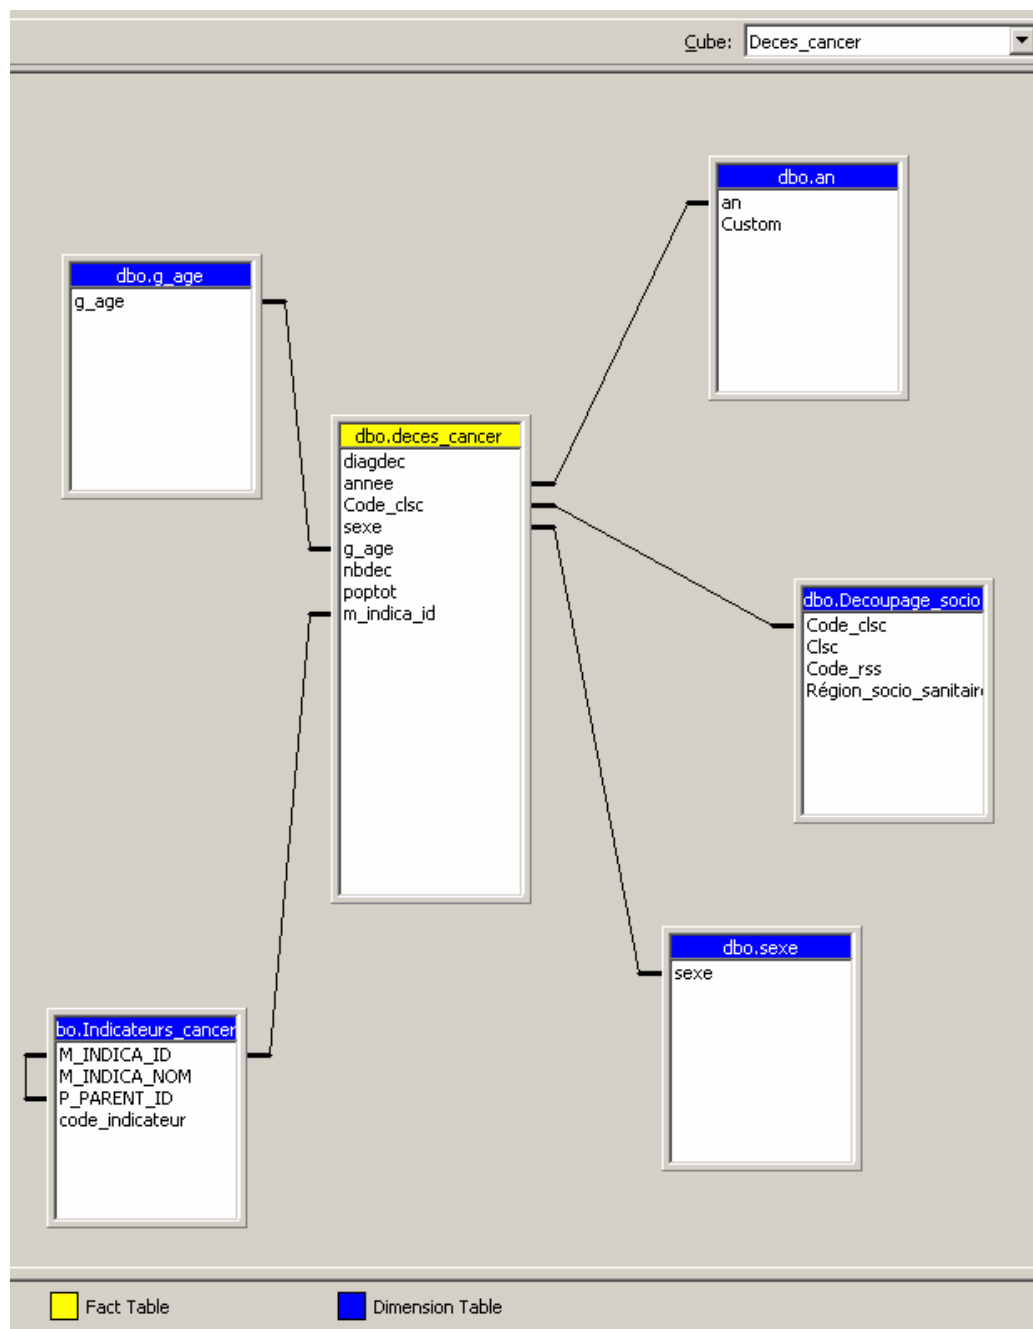 Cube: Deces_cancer
dbo.an
an
Custom
dbo.g_age
g_age
dbo.deces_cancer
diagdec
annee
Code_clsc
sexe
g_age
nbdec
poptot
m_indica_id
dbo.Decoupage_socio
Code_clsc
Clsc
Code_rss
Région_socio_sanitair
dbo.sexe
sexe
bo.Indicateurs_cancer
M_INDICA_ID
M_INDICA_NOM
P_PARENT_ID
code_indicateur
Fact Table
Dimension Table